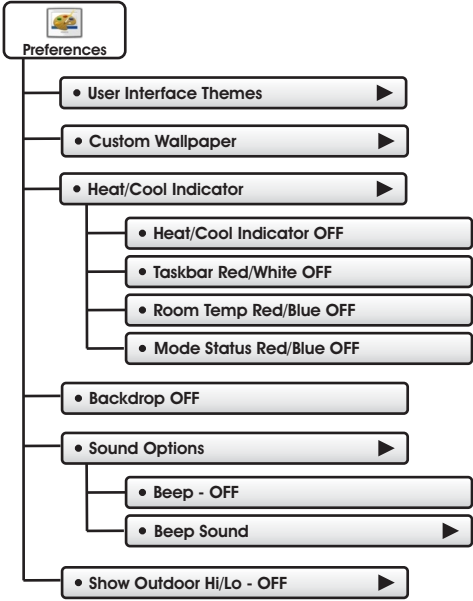 Preferences
• User Interface Themes
• Custom Wallpaper
• Heat/Cool Indicator
• Heat/Cool Indicator OFF
• Taskbar Red/White OFF
• Room Temp Red/Blue OFF
• Mode Status Red/Blue OFF
• Backdrop OFF
• Sound Options
• Beep - OFF
• Beep Sound
• Show Outdoor Hi/Lo - OFF